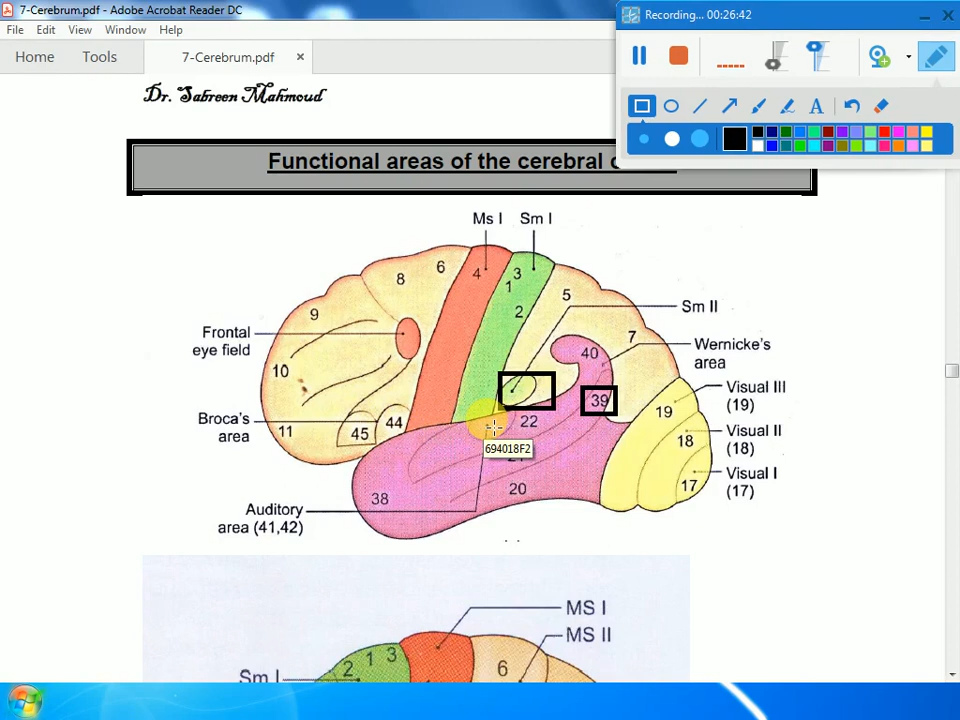 7-Cerebrum.pdf - Adobe Acrobat Reader DC
File Edit View Window Help
Home Tools 7-Cerebrum.pdf ×
Recording... 00:26:42
A
Dr. Sabreen Mahmoud
Functional areas of the cerebral c
Ms I Sm I
Sm II
Frontal
eye field
Wernicke's
area
Visual III
(19)
Broca's
area
Visual II
(18)
Visual I
(17)
Auditory
area (41,42)
4 3 1 2
6 8 9 10 11
5 7
40 39
44 45
22
20
38
19 18 17
694018F2
MS I
MS II
Sm I
2 1 3
6